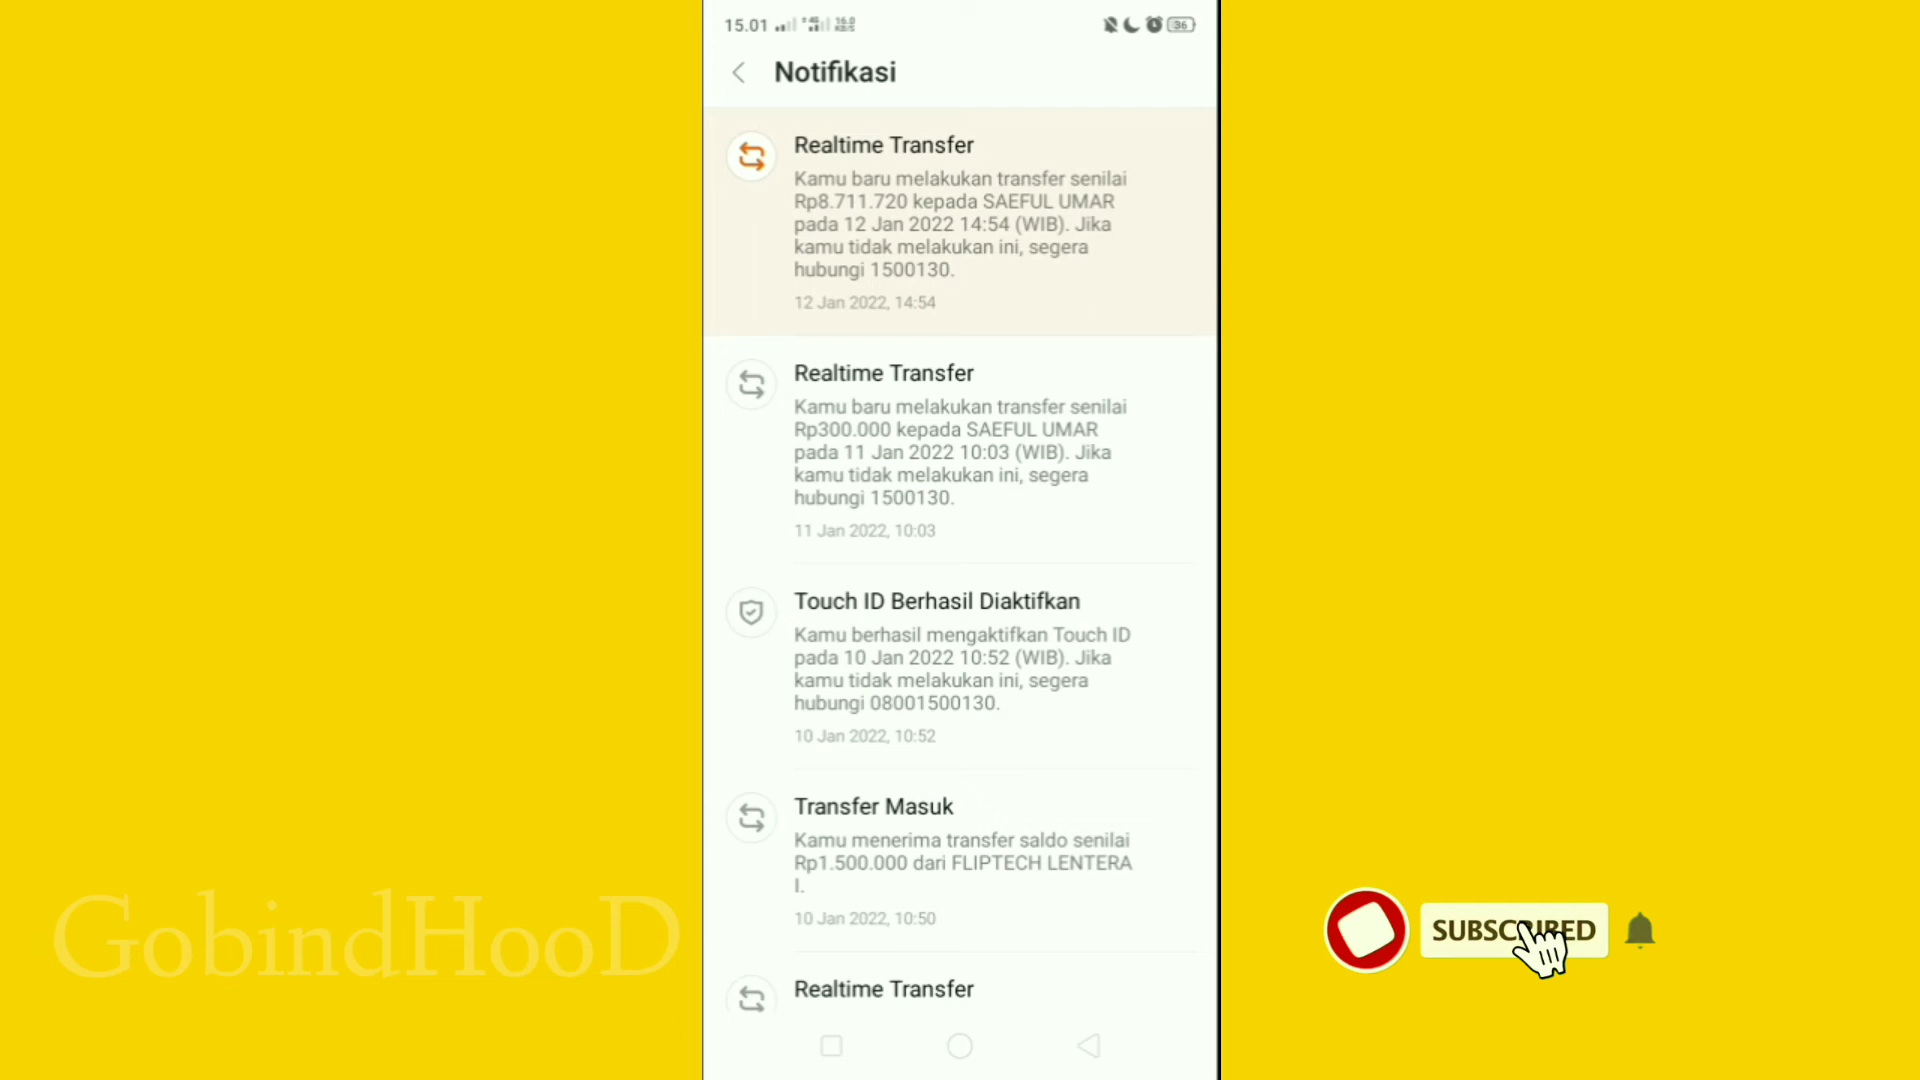 15.01
36
Notifikasi
Realtime Transfer
Kamu baru melakukan transfer senilai
Rp8.711.720 kepada SAEFUL UMAR
pada 12 Jan 2022 14:54 (WIB). Jika
kamu tidak melakukan ini, segera
hubungi 1500130.
12 Jan 2022, 14:54
Realtime Transfer
Kamu baru melakukan transfer senilai
Rp300.000 kepada SAEFUL UMAR
pada 11 Jan 2022 10:03 (WIB). Jika
kamu tidak melakukan ini, segera
hubungi 1500130.
11 Jan 2022, 10:03
Touch ID Berhasil Diaktifkan
Kamu berhasil mengaktifkan Touch ID
pada 10 Jan 2022 10:52 (WIB). Jika
kamu tidak melakukan ini, segera
hubungi 08001500130.
10 Jan 2022, 10:52
Transfer Masuk
Kamu menerima transfer saldo senilai
Rp1.500.000 dari FLIPTECH LENTERA
I.
10 Jan 2022, 10:50
Realtime Transfer
GobindHooD
SUBSCRIBED